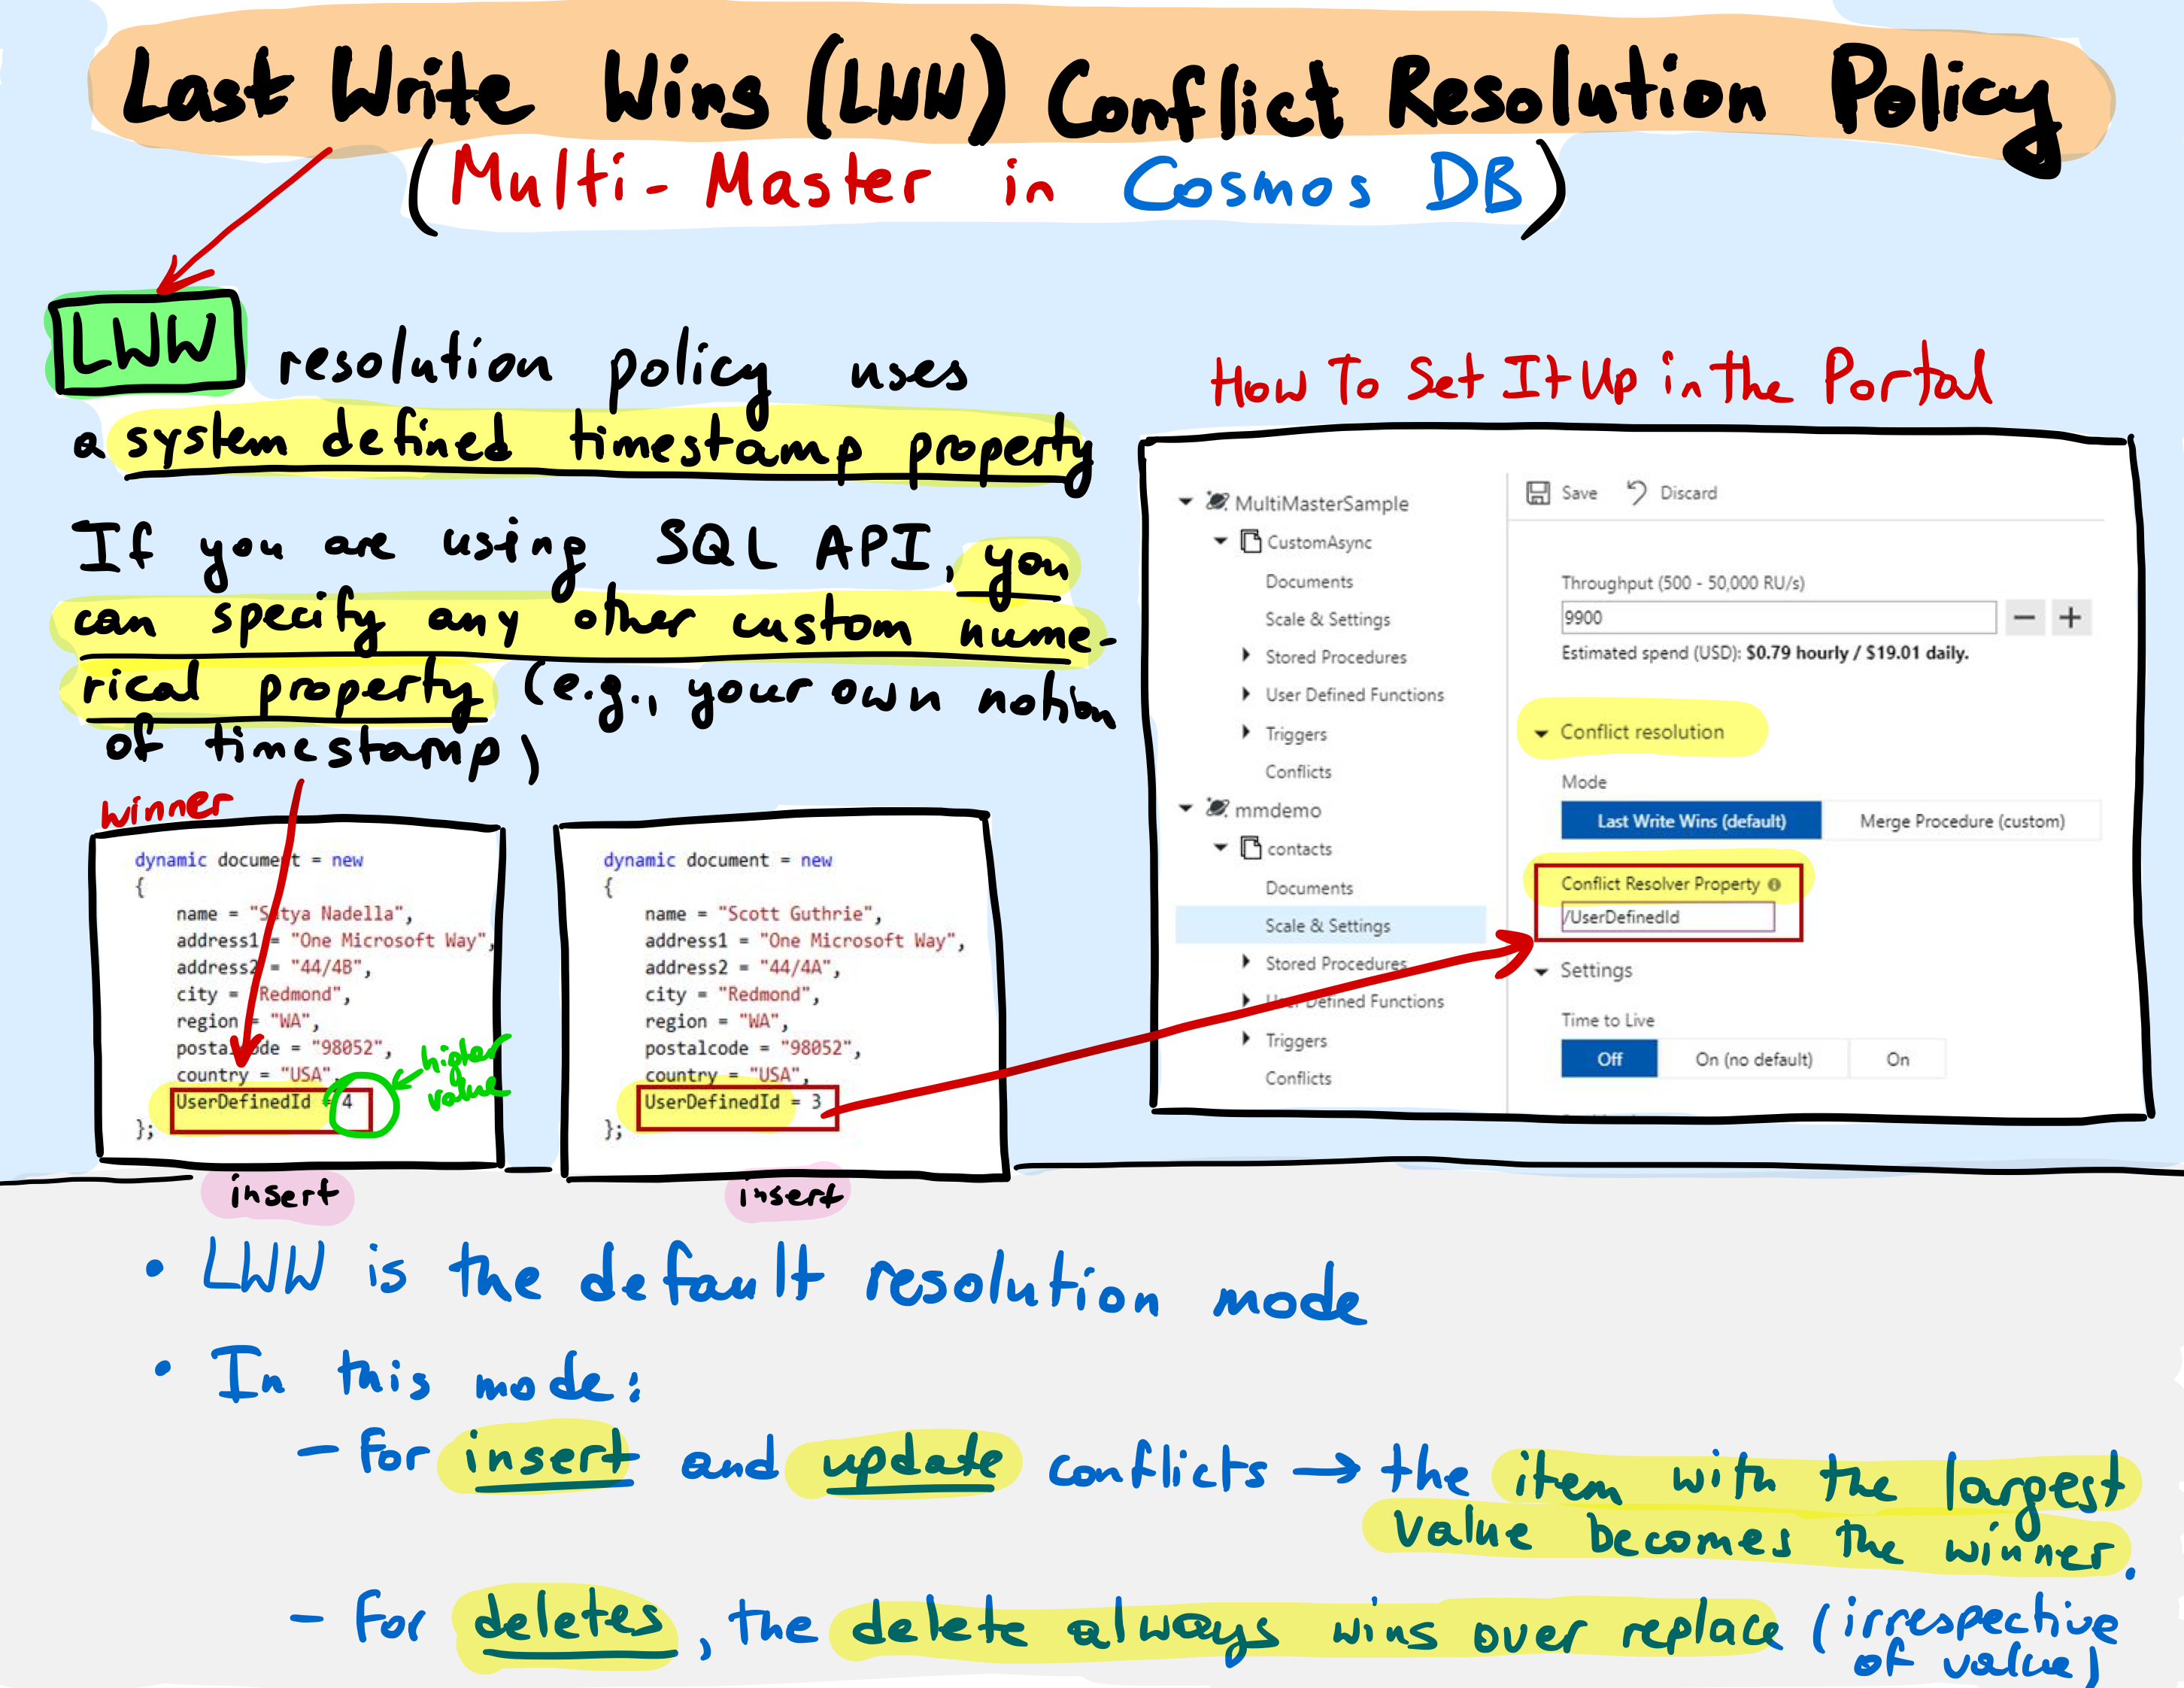 Last Write Wins (LWW) Conflict Resolution Policy
(Multi-Master in Cosmos DB)
LWW resolution policy uses
a system defined timestamp property
If you are using SQL API, you
can specify any other custom nume-
rical property (e.g., your own notion
of timestamp)
winner
dynamic document = new
{
name = "Satya Nadella",
address1 = "One Microsoft Way",
address2 = "44/4B",
city = "Redmond",
region = "WA",
postalcode = "98052",
country = "USA",
UserDefinedId = 4
};
higher
value
insert
dynamic document = new
{
name = "Scott Guthrie",
address1 = "One Microsoft Way",
address2 = "44/4A",
city = "Redmond",
region = "WA",
postalcode = "98052",
country = "USA",
UserDefinedId = 3
};
insert
How To Set It Up in the Portal
MultiMasterSample
CustomAsync
Documents
Scale & Settings
Stored Procedures
User Defined Functions
Triggers
Conflicts
mmdemo
contacts
Documents
Scale & Settings
Stored Procedures
User Defined Functions
Triggers
Conflicts
Save Discard
Throughput (500 - 50,000 RU/s)
9900
Estimated spend (USD): $0.79 hourly / $19.01 daily.
Conflict resolution
Mode
Last Write Wins (default) Merge Procedure (custom)
Conflict Resolver Property
/UserDefinedId
Settings
Time to Live
Off On (no default) On
• LWW is the default resolution mode
• In this mode:
– For insert and update conflicts → the item with the largest
value becomes the winner.
– For deletes, the delete always wins over replace (irrespective
of value)